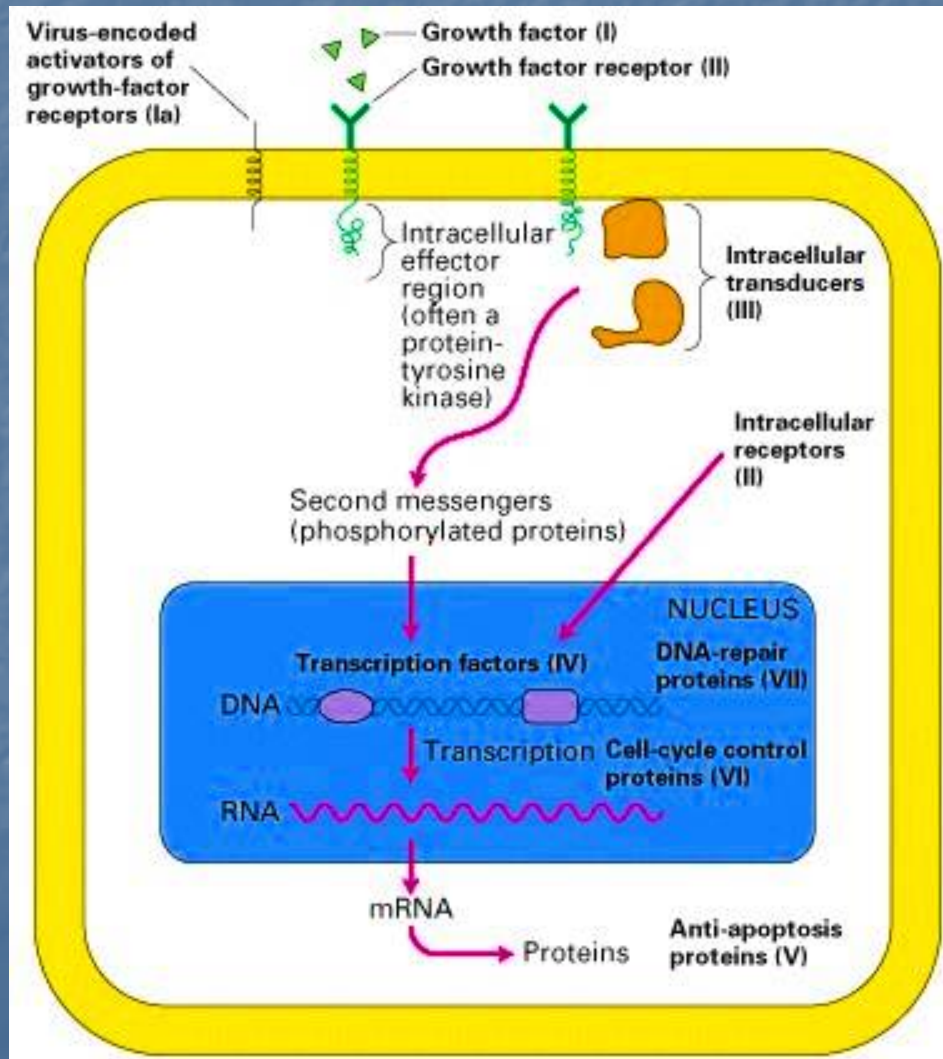 Virus-encoded
activators of
growth-factor
receptors (Ia)
Growth factor (I)
Growth factor receptor (II)
Intracellular
effector
region
(often a
protein-
tyrosine
kinase)
Intracellular
transducers
(III)
Intracellular
receptors
(II)
Second messengers
(phosphorylated proteins)
NUCLEUS
Transcription factors (IV)
DNA-repair
proteins (VII)
DNA
Transcription
Cell-cycle control
proteins (VI)
RNA
mRNA
Proteins
Anti-apoptosis
proteins (V)